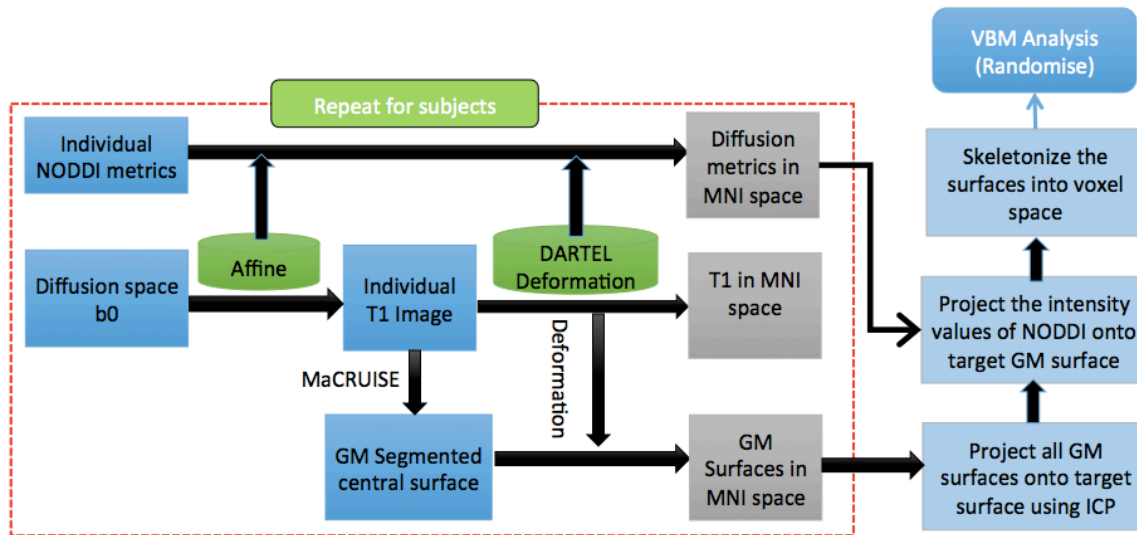 VBM Analysis
(Randomise)
Repeat for subjects
Individual
NODDI metrics
Diffusion
metrics in
MNI space
Skeletonize the
surfaces into voxel
space
Affine
DARTEL
Deformation
Diffusion space
b0
Individual
T1 Image
T1 in MNI
space
Project the intensity
values of NODDI onto
target GM surface
MaCRUISE
Deformation
GM Segmented
central surface
GM
Surfaces in
MNI space
Project all GM
surfaces onto target
surface using ICP